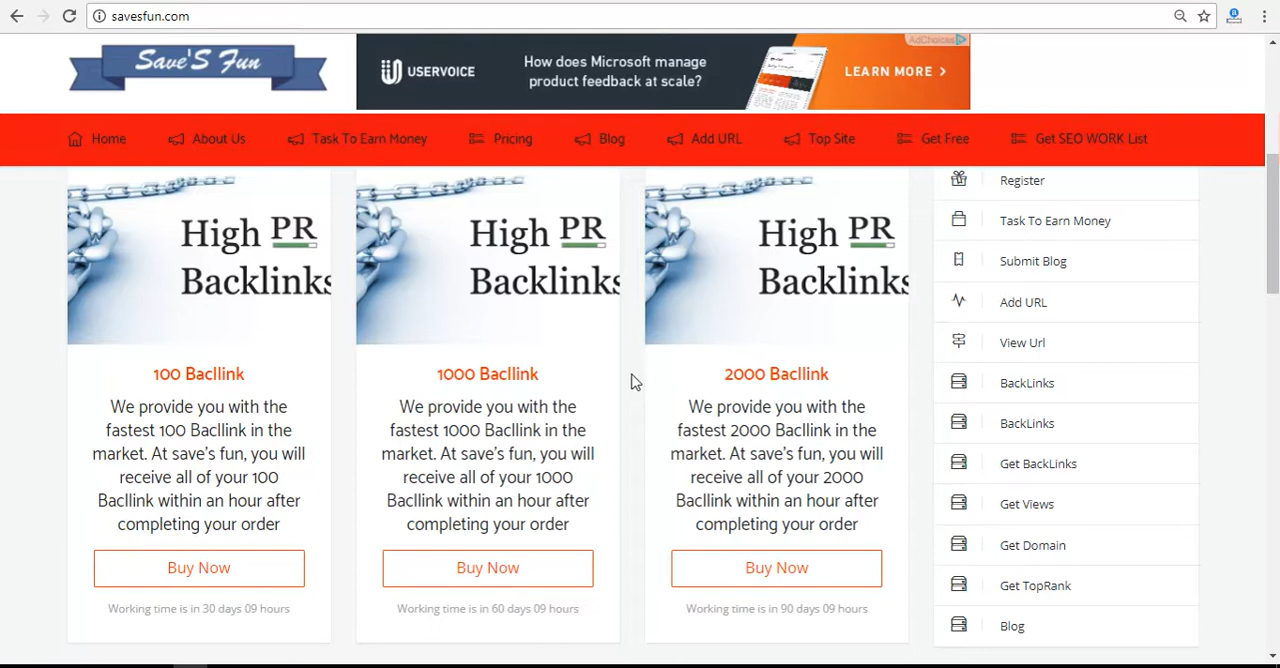 savesfun.com
Save'S Fun
USERVOICE
How does Microsoft manage
product feedback at scale?
LEARN MORE >
AdChoices
Home
About Us
Task To Earn Money
Pricing
Blog
Add URL
Top Site
Get Free
Get SEO WORK List
High PR
Backlinks
100 Bacllink
We provide you with the
fastest 100 Bacllink in the
market. At save's fun, you will
receive all of your 100
Bacllink within an hour after
completing your order
Buy Now
Working time is in 30 days 09 hours
High PR
Backlinks
1000 Bacllink
We provide you with the
fastest 1000 Bacllink in the
market. At save's fun, you will
receive all of your 1000
Bacllink within an hour after
completing your order
Buy Now
Working time is in 60 days 09 hours
High PR
Backlinks
2000 Bacllink
We provide you with the
fastest 2000 Bacllink in the
market. At save's fun, you will
receive all of your 2000
Bacllink within an hour after
completing your order
Buy Now
Working time is in 90 days 09 hours
Register
Task To Earn Money
Submit Blog
Add URL
View Url
BackLinks
BackLinks
Get BackLinks
Get Views
Get Domain
Get TopRank
Blog